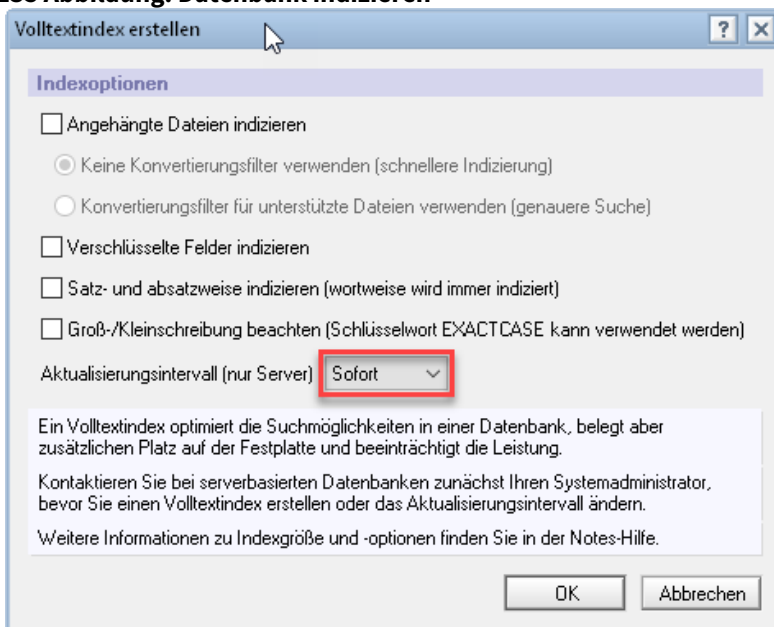 Abbildung: Datenbank indizieren
Volltextindex erstellen
?
Indexoptionen
Angehängte Dateien indizieren
Keine Konvertierungsfilter verwenden (schnellere Indizierung)
Konvertierungsfilter für unterstützte Dateien verwenden (genauere Suche)
Verschlüsselte Felder indizieren
Satz- und absatzweise indizieren (wortweise wird immer indiziert)
Groß-/Kleinschreibung beachten (Schlüsselwort EXACTCASE kann verwendet werden)
Aktualisierungsintervall (nur Server) Sofort
Ein Volltextindex optimiert die Suchmöglichkeiten in einer Datenbank, belegt aber
zusätzlichen Platz auf der Festplatte und beeinträchtigt die Leistung.
Kontaktieren Sie bei serverbasierten Datenbanken zunächst Ihren Systemadministrator,
bevor Sie einen Volltextindex erstellen oder das Aktualisierungsintervall ändern.
Weitere Informationen zu Indexgröße und -optionen finden Sie in der Notes-Hilfe.
OK Abbrechen